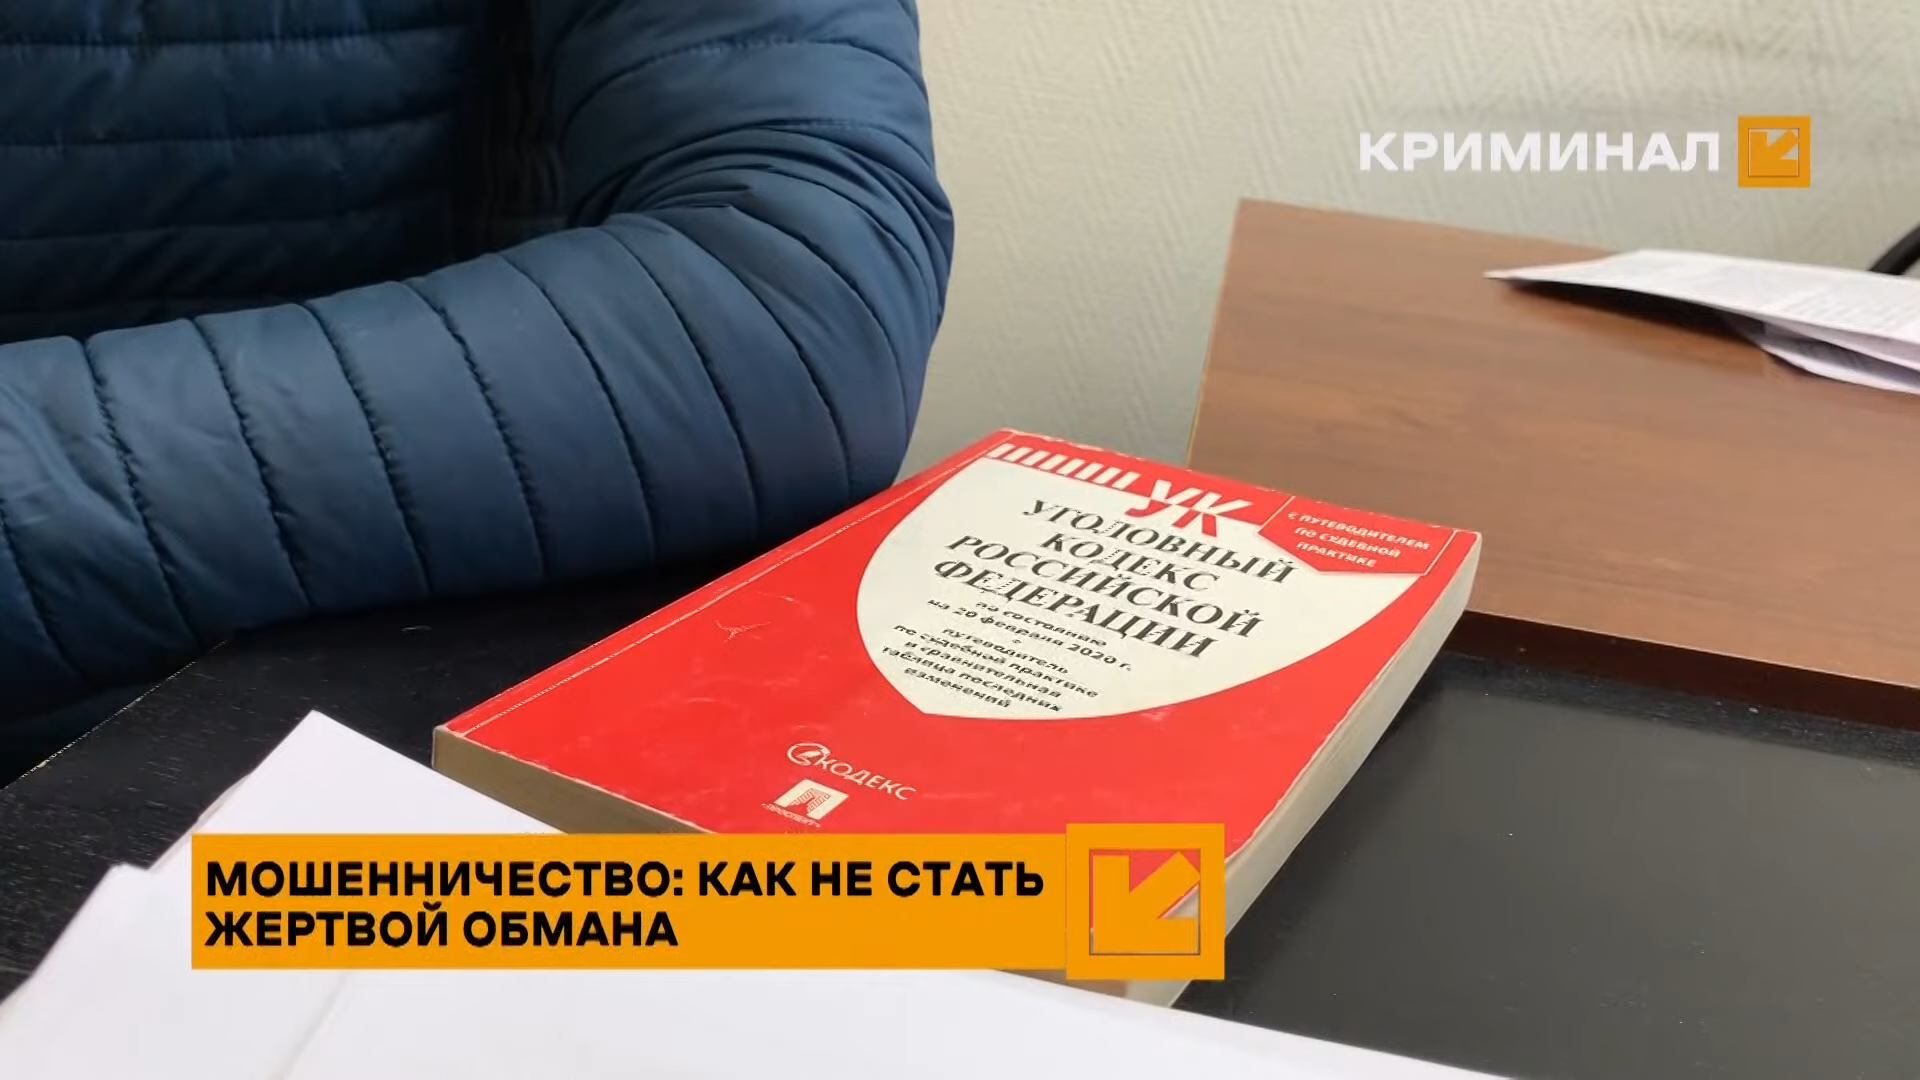 КРИМИНАЛ
УК
С ПУТЕВОДИТЕЛЕМ
ПО СУДЕБНОЙ
ПРАКТИКЕ
УГОЛОВНЫЙ
КОДЕКС
РОССИЙСКОЙ
ФЕДЕРАЦИИ
по состоянию
на 20 февраля 2020 г.
+
путеводитель
по судебной практике
и сравнительная
таблица последних
изменений
КОДЕКС
ПРОСПЕКТ
МОШЕННИЧЕСТВО: КАК НЕ СТАТЬ
ЖЕРТВОЙ ОБМАНА